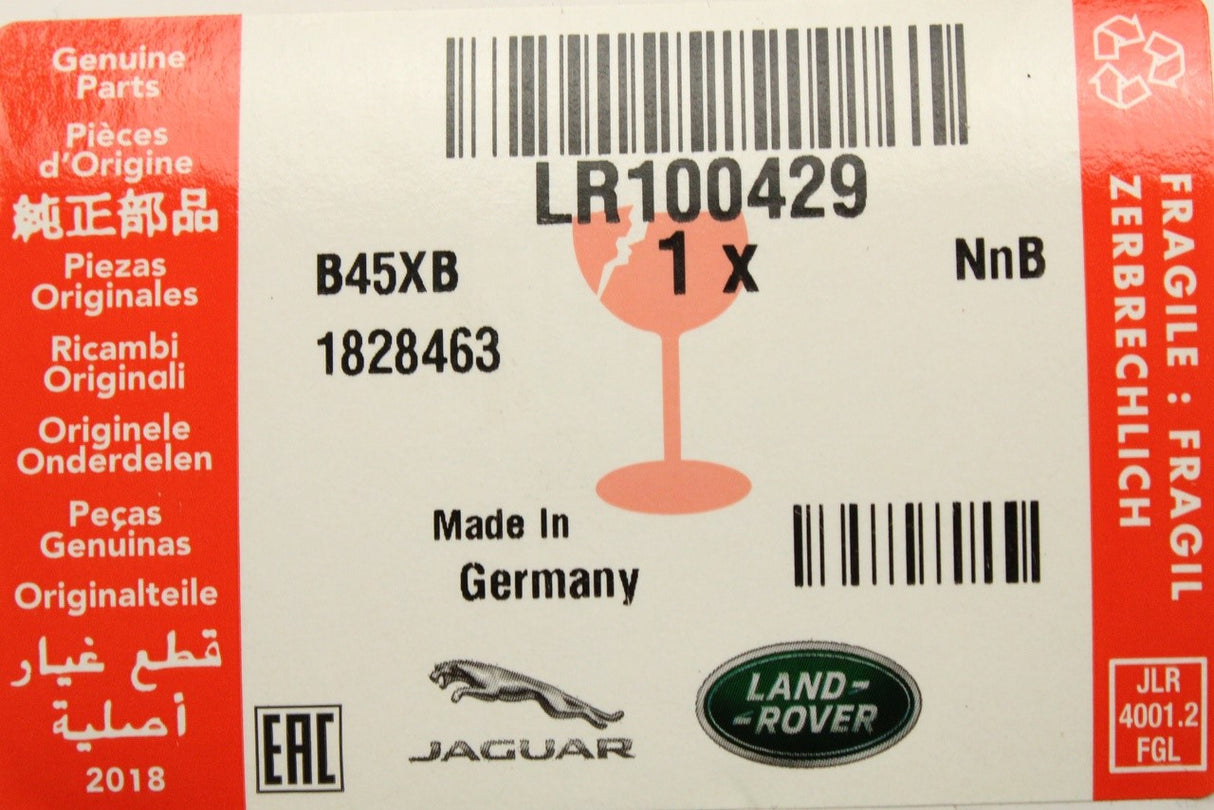 Genuine
Parts
Pièces
d'Origine
純正部品
Piezas
Originales
Ricambi
Originali
Originele
Onderdelen
Peças
Genuinas
Originalteile
قطع غيار
أصلية
2018
LR100429
1 x
B45XB
NnB
1828463
Made In
Germany
EAC
JAGUAR
LAND-
-ROVER
FRAGILE : FRAGIL
ZERBRECHLICH
JLR
4001.2
FGL